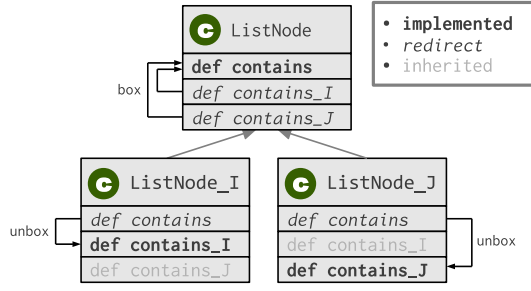 C ListNode
def contains
def contains_I
def contains_J
box
• implemented
• redirect
• inherited
C ListNode_I
def contains
def contains_I
def contains_J
unbox
C ListNode_J
def contains
def contains_I
def contains_J
unbox